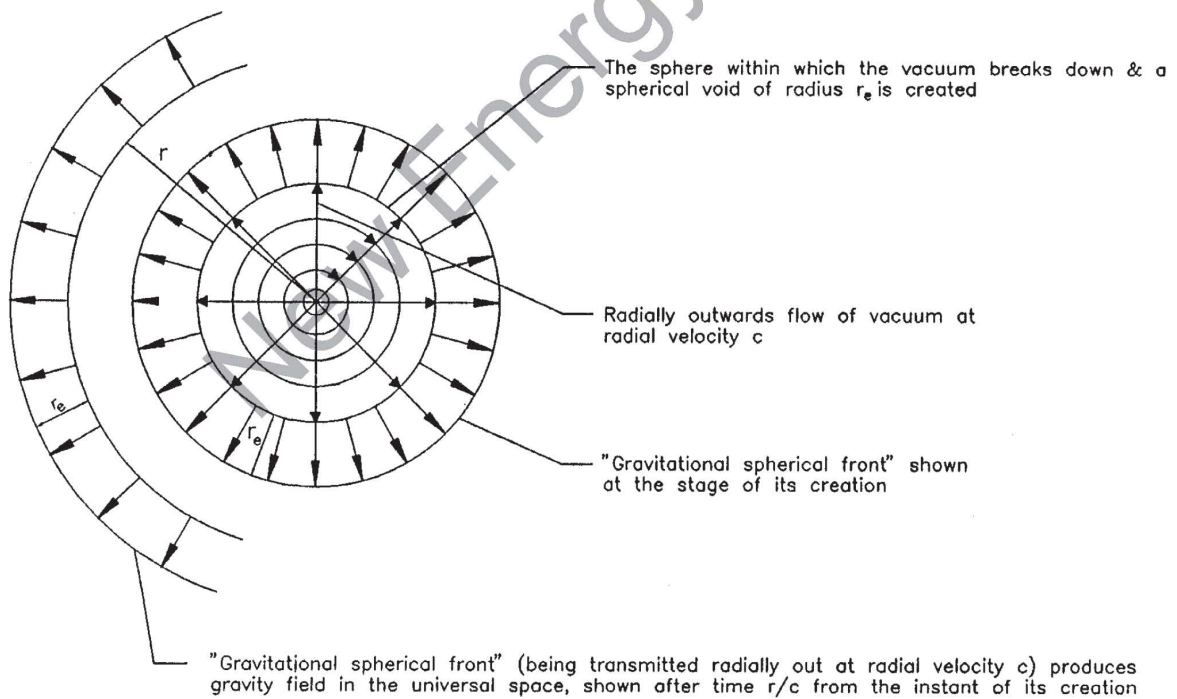 The sphere within which the vacuum breaks down & a
spherical void of radius re is created
r
Radially outwards flow of vacuum at
radial velocity c
re
re
"Gravitational spherical front" shown
at the stage of its creation
"Gravitational spherical front" (being transmitted radially out at radial velocity c) produces
gravity field in the universal space, shown after time r/c from the instant of its creation
New Energy